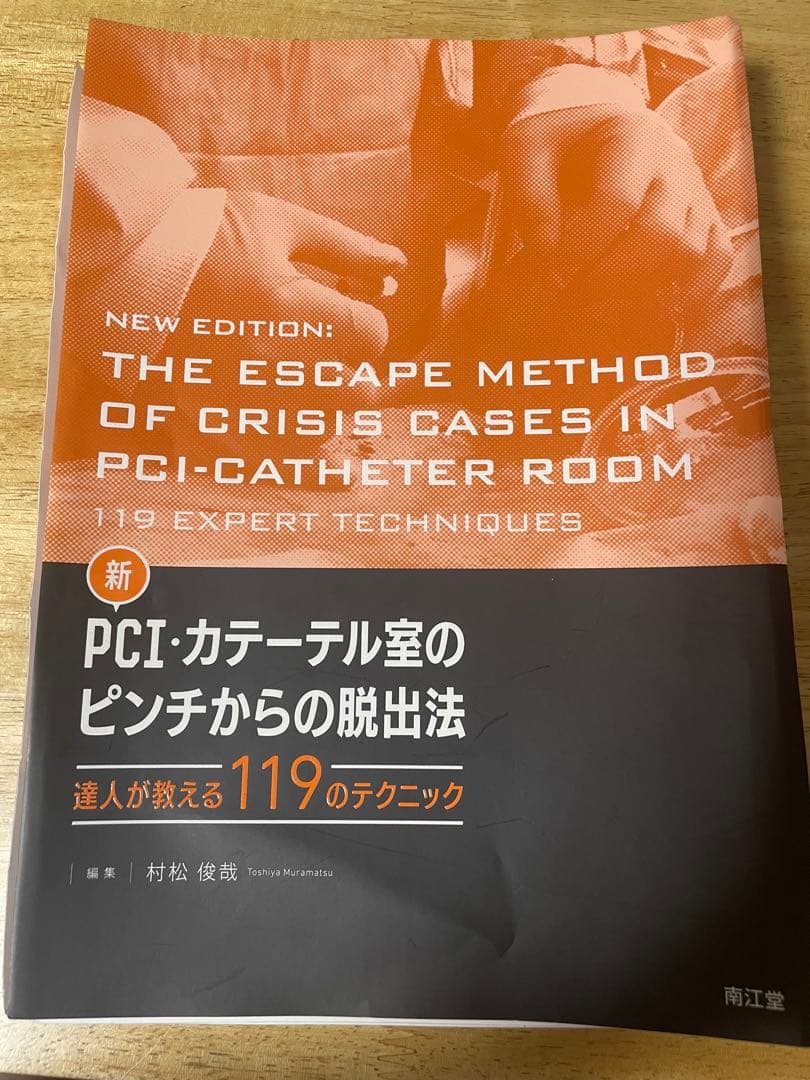 NEW EDITION:
THE ESCAPE METHOD
OF CRISIS CASES IN
PCI-CATHETER ROOM
119 EXPERT TECHNIQUES
新
PCI・カテーテル室の
ピンチからの脱出法
達人が教える119のテクニック
編集 村松 俊哉 Toshiya Muramatsu
南江堂